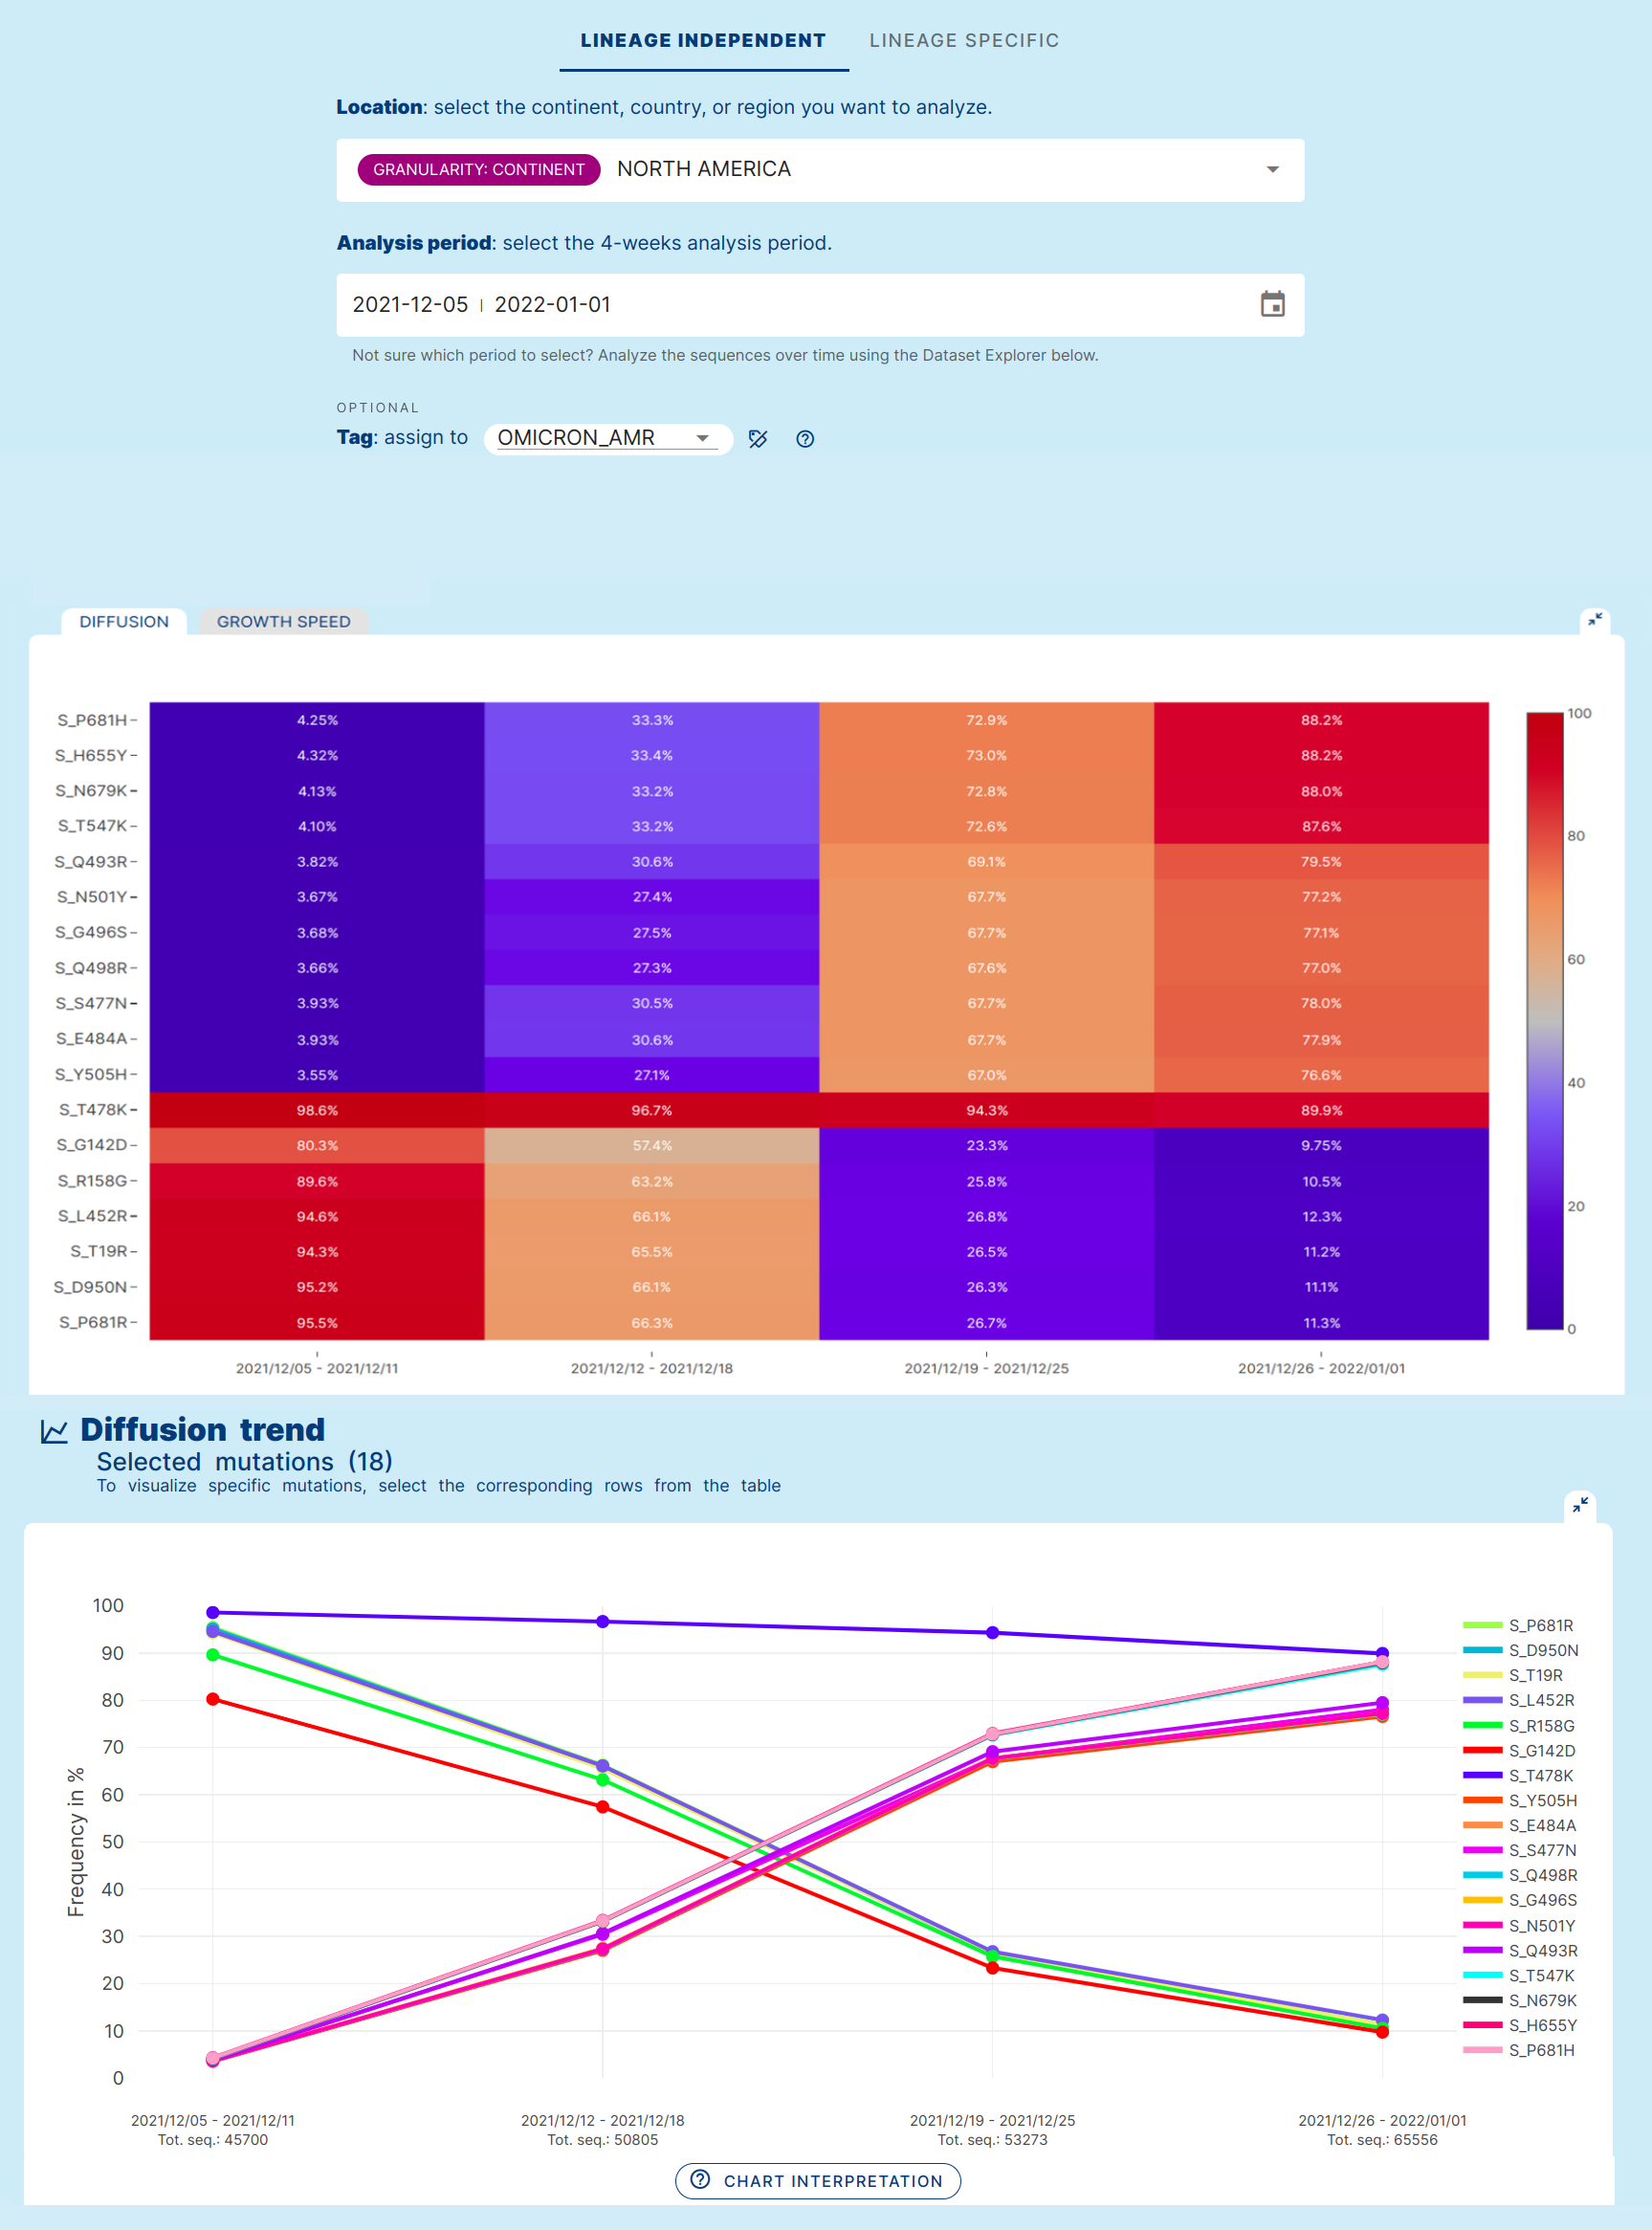 LINEAGE INDEPENDENT LINEAGE SPECIFIC
Location: select the continent, country, or region you want to analyze.
GRANULARITY: CONTINENT NORTH AMERICA
Analysis period: select the 4-weeks analysis period.
2021-12-05 | 2022-01-01
Not sure which period to select? Analyze the sequences over time using the Dataset Explorer below.
OPTIONAL
Tag: assign to OMICRON_AMR
DIFFUSION GROWTH SPEED
S_P681H 4.25% 33.3% 72.9% 88.2%
S_H655Y 4.32% 33.4% 73.0% 88.2%
S_N679K 4.13% 33.2% 72.8% 88.0%
S_T547K 4.10% 33.2% 72.6% 87.6%
S_Q493R 3.82% 30.6% 69.1% 79.5%
S_N501Y 3.67% 27.4% 67.7% 77.2%
S_G496S 3.68% 27.5% 67.7% 77.1%
S_Q498R 3.66% 27.3% 67.6% 77.0%
S_S477N 3.93% 30.5% 67.7% 78.0%
S_E484A 3.93% 30.6% 67.7% 77.9%
S_Y505H 3.55% 27.1% 67.0% 76.6%
S_T478K 98.6% 96.7% 94.3% 89.9%
S_G142D 80.3% 57.4% 23.3% 9.75%
S_R158G 89.6% 63.2% 25.8% 10.5%
S_L452R 94.6% 66.1% 26.8% 12.3%
S_T19R 94.3% 65.5% 26.5% 11.2%
S_D950N 95.2% 66.1% 26.3% 11.1%
S_P681R 95.5% 66.3% 26.7% 11.3%
2021/12/05 - 2021/12/11 2021/12/12 - 2021/12/18 2021/12/19 - 2021/12/25 2021/12/26 - 2022/01/01
100
80
60
40
20
0
Diffusion trend
Selected mutations (18)
To visualize specific mutations, select the corresponding rows from the table
Frequency in %
100
90
80
70
60
50
40
30
20
10
0
S_P681R
S_D950N
S_T19R
S_L452R
S_R158G
S_G142D
S_T478K
S_Y505H
S_E484A
S_S477N
S_Q498R
S_G496S
S_N501Y
S_Q493R
S_T547K
S_N679K
S_H655Y
S_P681H
2021/12/05 - 2021/12/11 2021/12/12 - 2021/12/18 2021/12/19 - 2021/12/25 2021/12/26 - 2022/01/01
Tot. seq.: 45700 Tot. seq.: 50805 Tot. seq.: 53273 Tot. seq.: 65556
? CHART INTERPRETATION